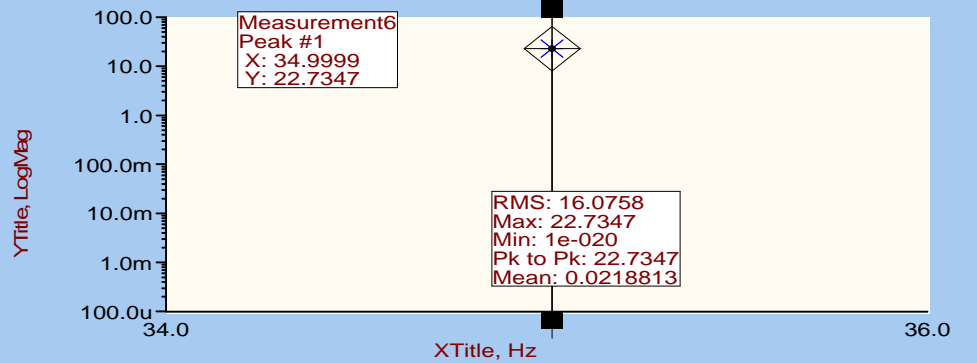 100.0
10.0
1.0
100.0m
10.0m
1.0m
100.0u
YTitle, LogMag
Measurement6
Peak #1
X: 34.9999
Y: 22.7347
RMS: 16.0758
Max: 22.7347
Min: 1e-020
Pk to Pk: 22.7347
Mean: 0.0218813
34.0
36.0
XTitle, Hz